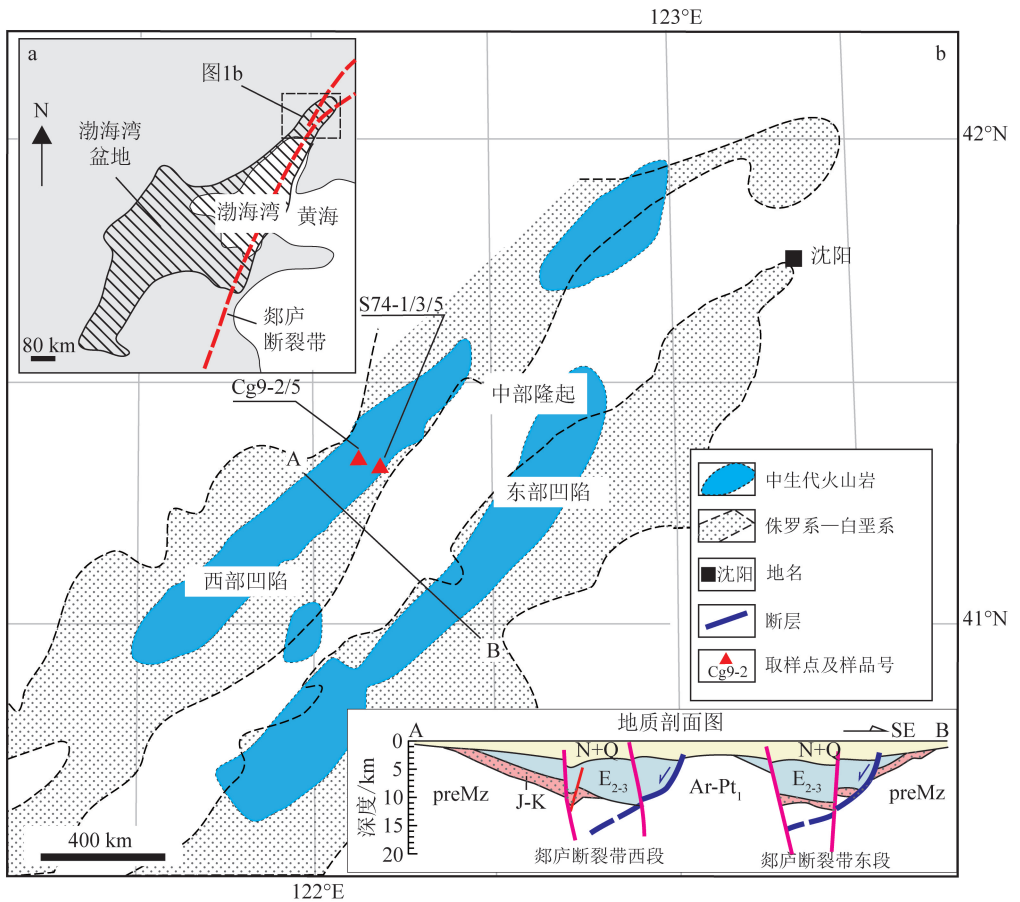 123°E
a
b
图1b
N
渤海湾
盆地
渤海湾
黄海
郯庐
断裂带
80 km
42°N
沈阳
S74-1/3/5
Cg9-2/5
中部隆起
A
东部凹陷
西部凹陷
B
41°N
中生代火山岩
侏罗系—白垩系
沈阳
地名
断层
Cg9-2
取样点及样品号
地质剖面图
A
SE
B
0
5
10
15
20
深度/km
N+Q
N+Q
E2-3
E2-3
preMz
J-K
Ar-Pt1
preMz
郯庐断裂带西段
郯庐断裂带东段
400 km
122°E